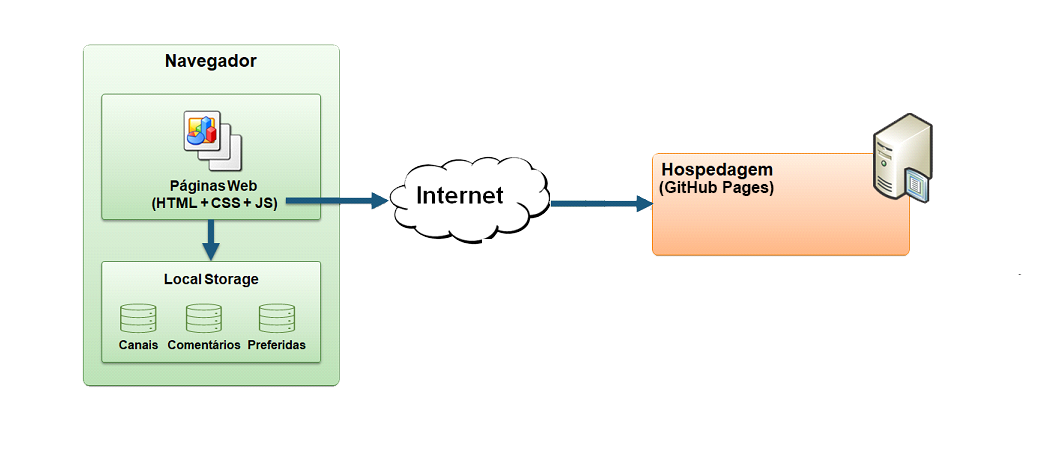 Navegador
Páginas Web
(HTML + CSS + JS)
Local Storage
Canais
Comentários
Preferidas
Internet
Hospedagem
(GitHub Pages)